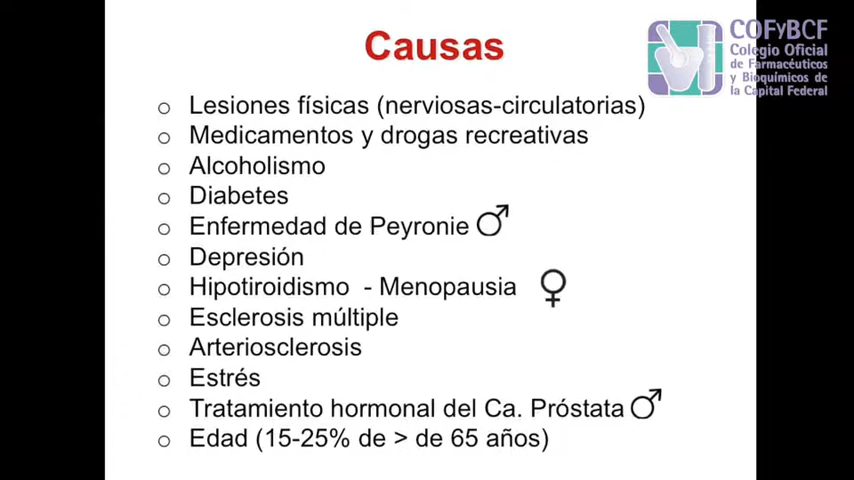 Causas
COFyBCF
Colegio Oficial
de Farmacéuticos
y Bioquímicos de
la Capital Federal
Lesiones físicas (nerviosas-circulatorias)
Medicamentos y drogas recreativas
Alcoholismo
Diabetes
Enfermedad de Peyronie ♂
Depresión
Hipotiroidismo - Menopausia ♀
Esclerosis múltiple
Arteriosclerosis
Estrés
Tratamiento hormonal del Ca. Próstata ♂
Edad (15-25% de > de 65 años)